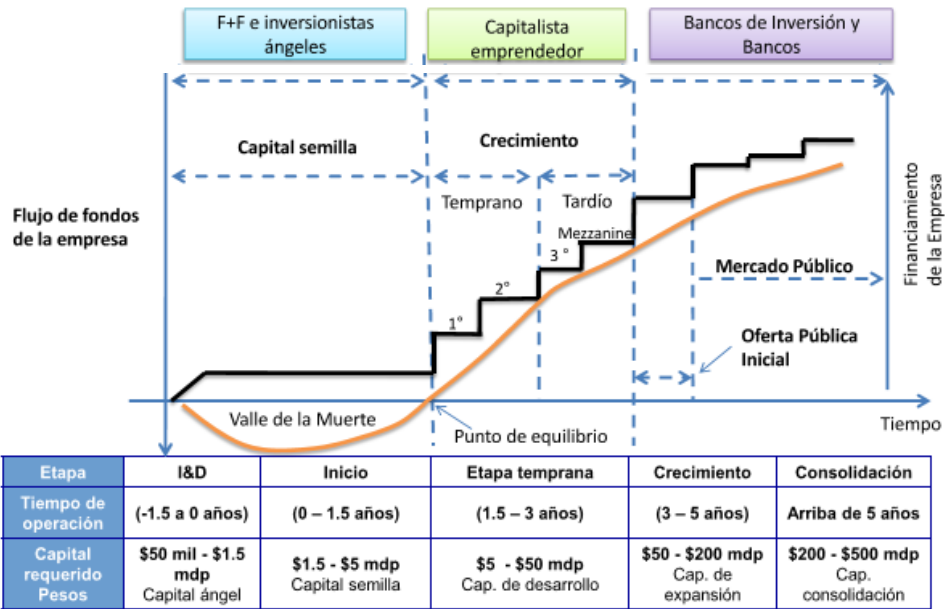 F+F e inversionistas
ángeles
Capitalista
emprendedor
Bancos de Inversión y
Bancos
Capital semilla
Crecimiento
Temprano
Tardío
Flujo de fondos
de la empresa
Mezzanine
3 °
2°
1°
Mercado Público
Oferta Pública
Inicial
Financiamiento
de la Empresa
Valle de la Muerte
Punto de equilibrio
Tiempo
Etapa
I&D
Inicio
Etapa temprana
Crecimiento
Consolidación
Tiempo de
operación
(-1.5 a 0 años)
(0 – 1.5 años)
(1.5 – 3 años)
(3 – 5 años)
Arriba de 5 años
Capital
requerido
Pesos
$50 mil - $1.5
mdp
Capital ángel
$1.5 - $5 mdp
Capital semilla
$5 - $50 mdp
Cap. de desarrollo
$50 - $200 mdp
Cap. de
expansión
$200 - $500 mdp
Cap.
consolidación